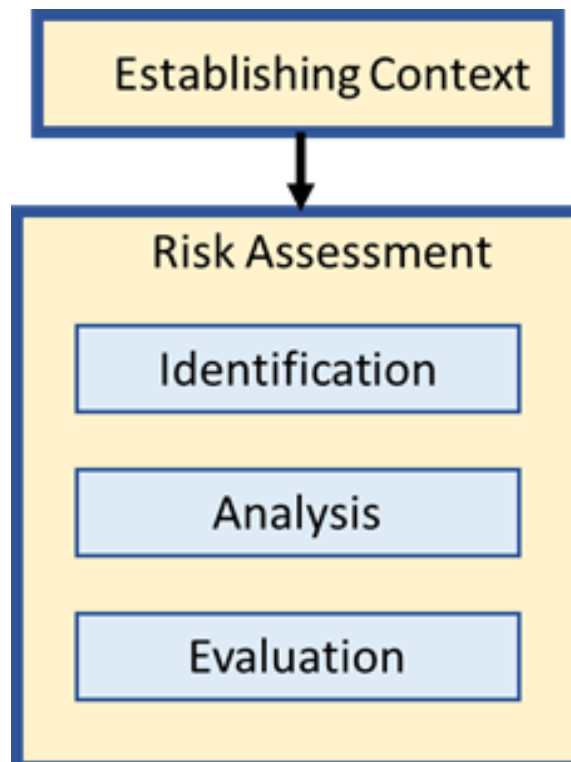 Establishing Context
Risk Assessment
Identification
Analysis
Evaluation